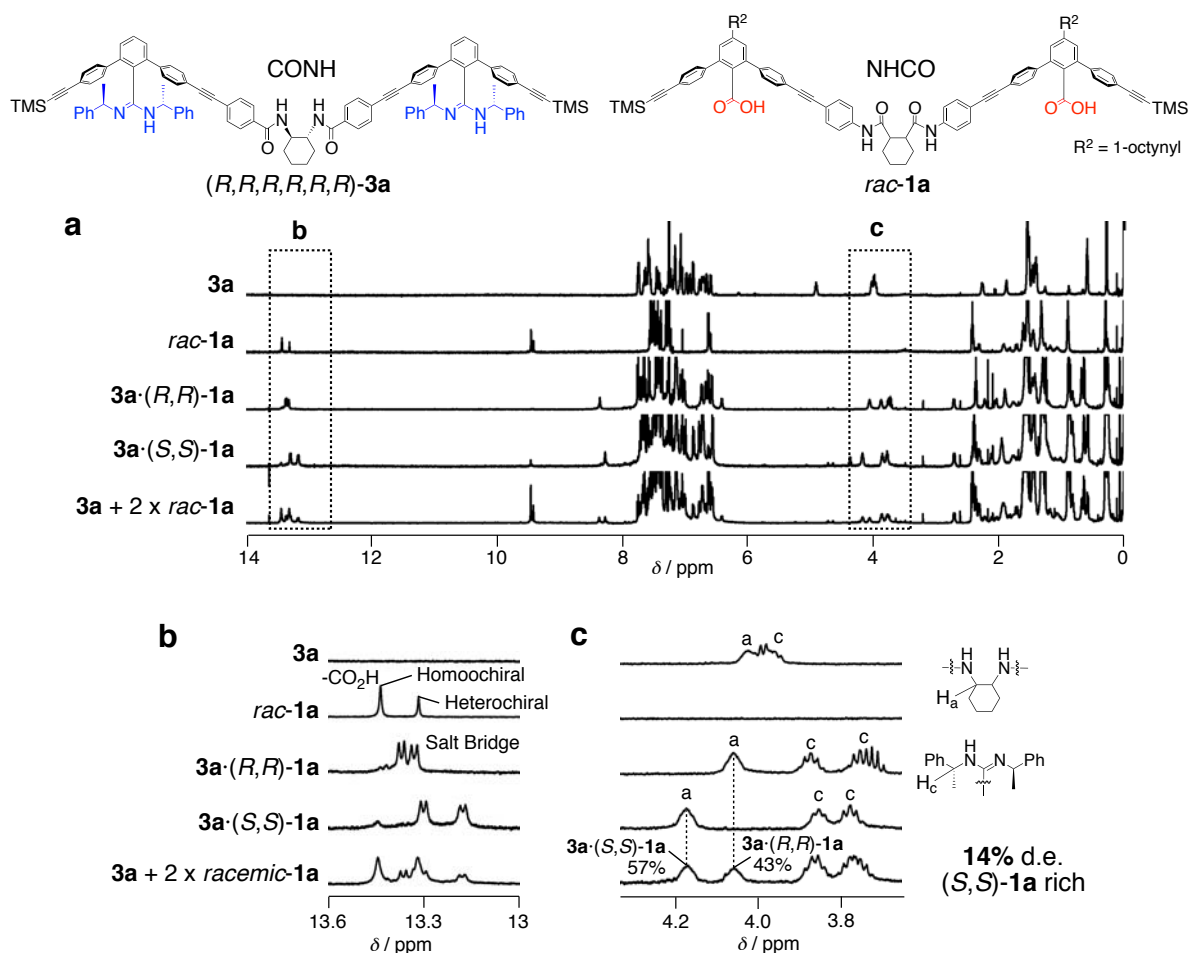 R2
R2
CONH
NHCO
TMS
Ph
N
N
H
Ph
O
H
N
H
N
O
Ph
N
N
H
Ph
TMS
TMS
O
OH
N
H
O
O
N
H
O
OH
TMS
R2 = 1-octynyl
(R,R,R,R,R,R)-3a
rac-1a
a
b
c
3a
rac-1a
3a·(R,R)-1a
3a·(S,S)-1a
3a + 2 x rac-1a
14 12 10 8 6 4 2 0
δ / ppm
b
3a
-CO2H
Homoochiral
Heterochiral
rac-1a
Salt Bridge
3a·(R,R)-1a
3a·(S,S)-1a
3a + 2 x racemic-1a
13.6 13.3 13
δ / ppm
c
a c
a c c
a c c
3a·(S,S)-1a
57%
3a·(R,R)-1a
43%
4.2 4.0 3.8
δ / ppm
H
N
H
N
Ha
Ph
H
N
N
Ph
Hc
14% d.e.
(S,S)-1a rich